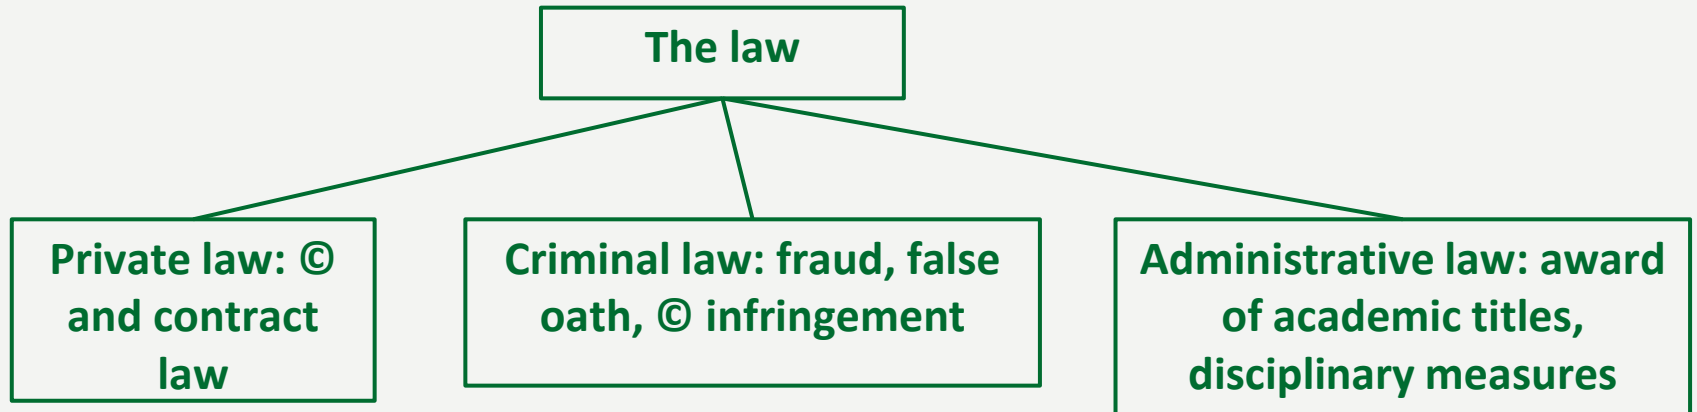 The law
Private law: ©
and contract
law
Criminal law: fraud, false
oath, © infringement
Administrative law: award
of academic titles,
disciplinary measures